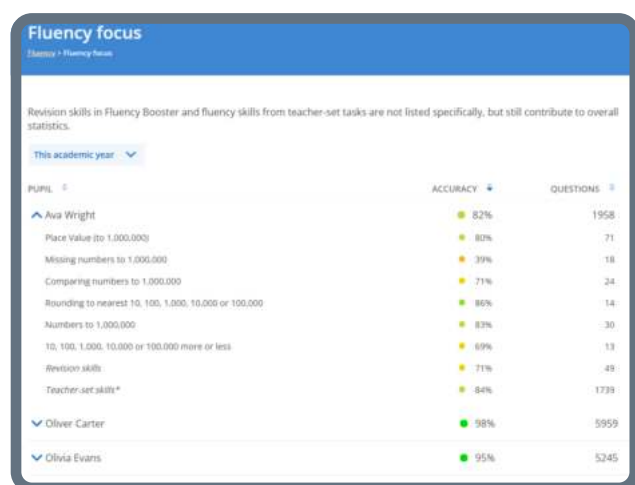 Fluency focus
Fluency > Fluency focus
Revision skills in Fluency Booster and fluency skills from teacher-set tasks are not listed specifically, but still contribute to overall
statistics.
This academic year
PUPIL ACCURACY QUESTIONS
Ava Wright 82% 1958
Place Value (to 1,000,000) 80% 71
Missing numbers to 1,000,000 39% 18
Comparing numbers to 1,000,000 71% 24
Rounding to nearest 10, 100, 1,000, 10,000 or 100,000 86% 14
Numbers to 1,000,000 83% 30
10, 100, 1,000, 10,000 or 100,000 more or less 69% 13
Revision skills 71% 49
Teacher-set skills* 84% 1739
Oliver Carter 98% 5959
Olivia Evans 95% 5245